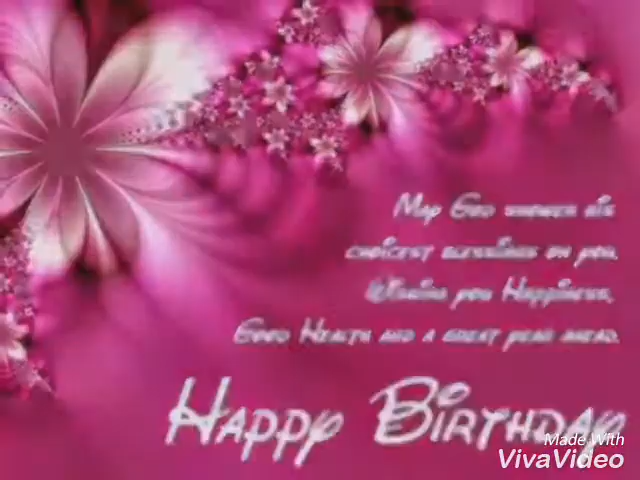 May God shower his
choicest blessings on you.
Wishing you Happiness,
Good Health and a great year ahead.
Happy Birthday
Made With
VivaVideo